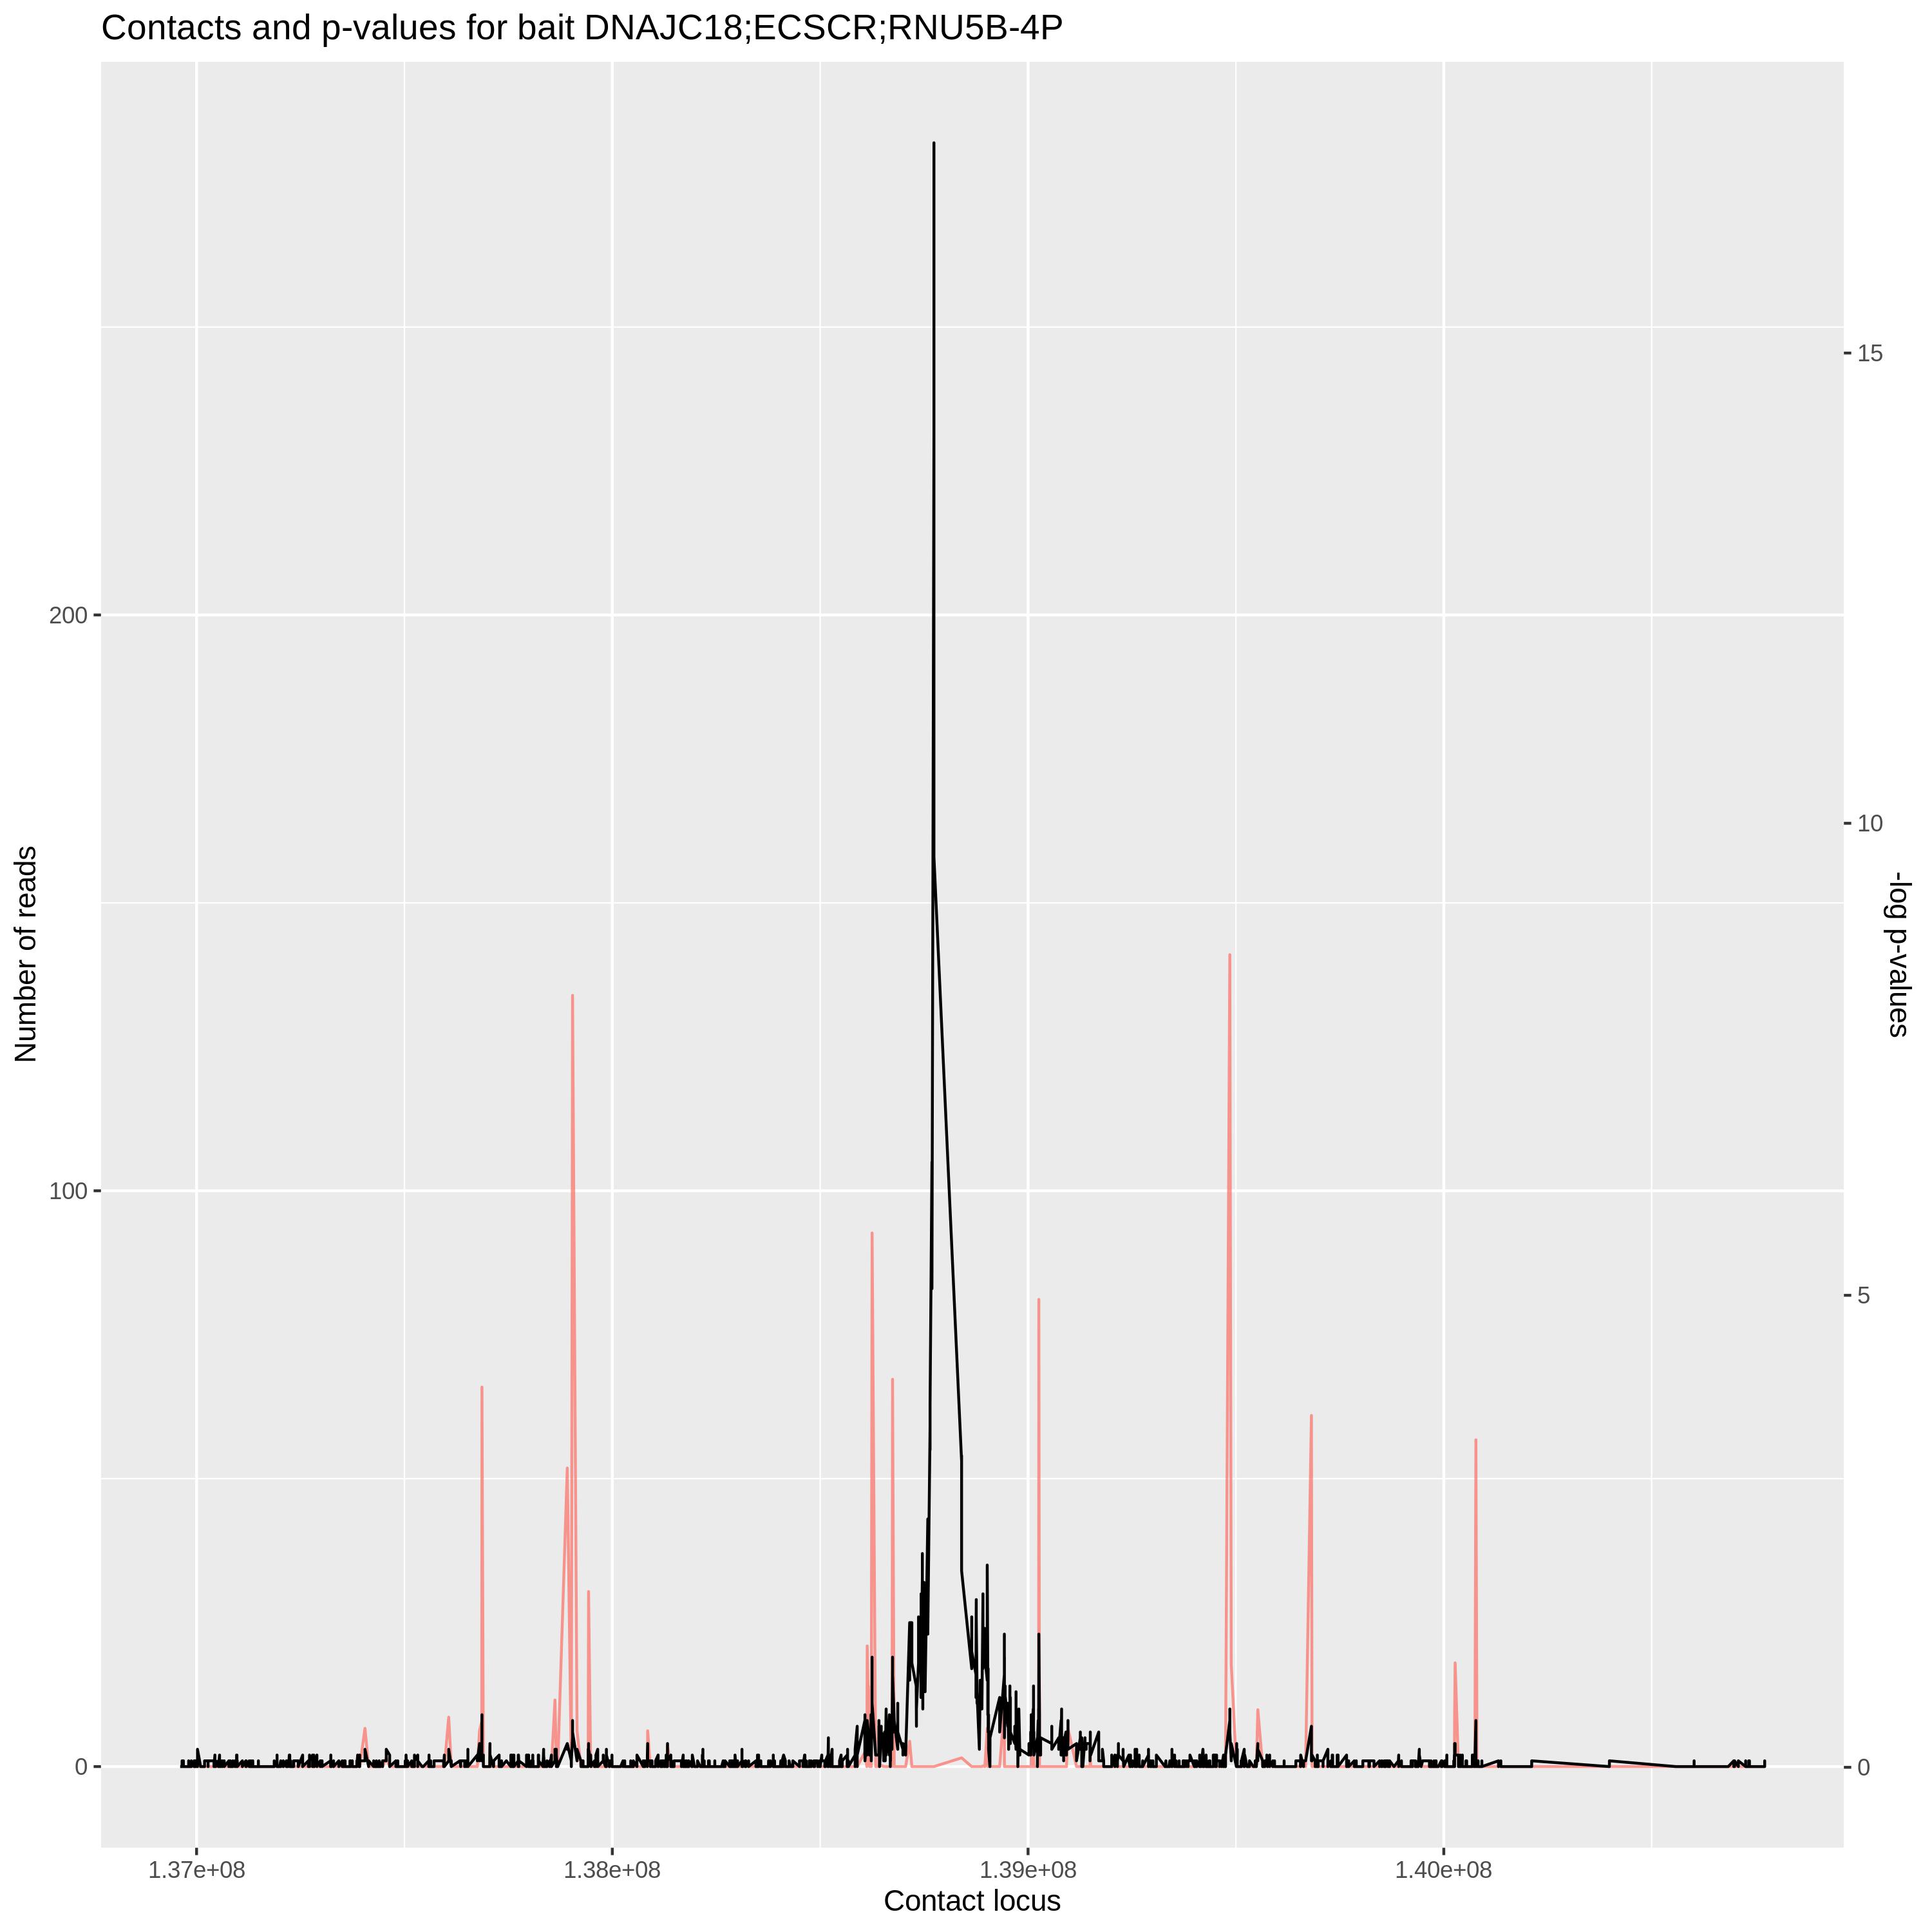 Contacts and p-values for bait DNAJC18;ECSCR;RNU5B-4P
15
200
10
Number of reads
-log p-values
5
100
0
0
1.37e+08
1.38e+08
1.39e+08
1.40e+08
Contact locus